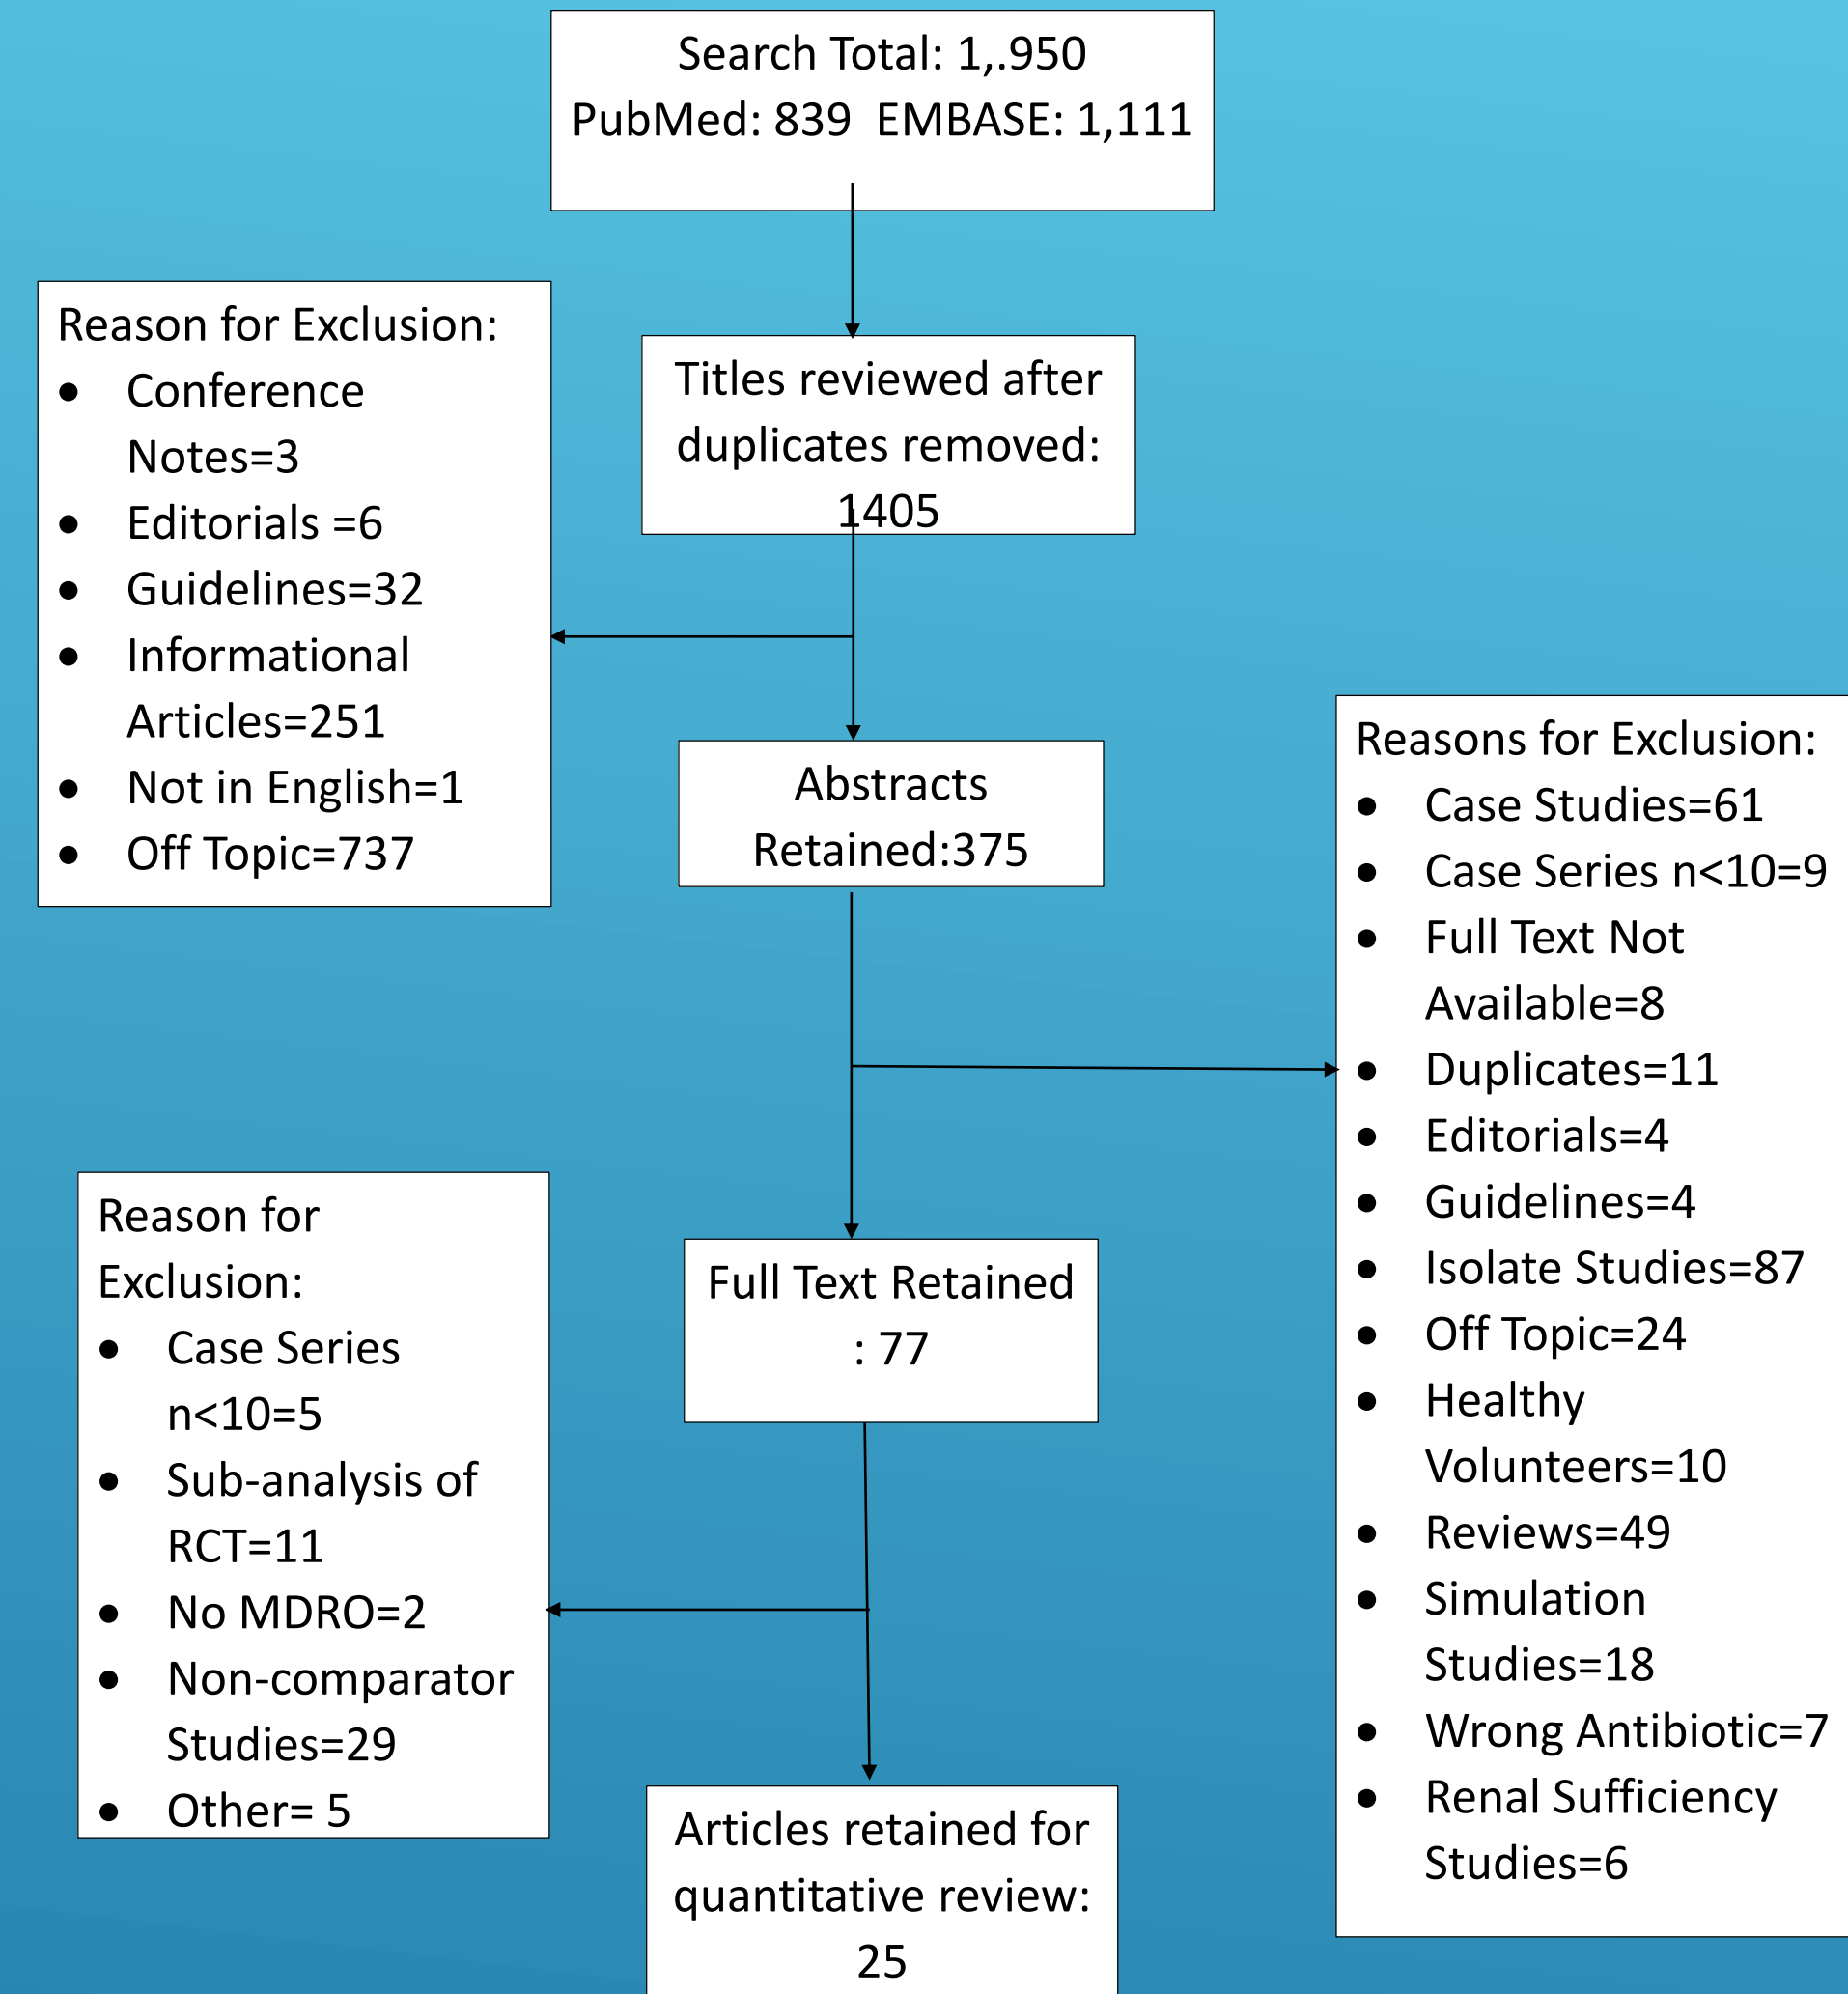 Search Total: 1,.950
PubMed: 839  EMBASE: 1,111
Reason for Exclusion:
● Conference
Notes=3
● Editorials =6
● Guidelines=32
● Informational
Articles=251
● Not in English=1
● Off Topic=737
Titles reviewed after
duplicates removed:
1405
Abstracts
Retained:375
Reasons for Exclusion:
● Case Studies=61
● Case Series n<10=9
● Full Text Not
Available=8
● Duplicates=11
● Editorials=4
● Guidelines=4
● Isolate Studies=87
● Off Topic=24
● Healthy
Volunteers=10
● Reviews=49
● Simulation
Studies=18
● Wrong Antibiotic=7
● Renal Sufficiency
Studies=6
Full Text Retained
: 77
Reason for
Exclusion:
● Case Series
n<10=5
● Sub-analysis of
RCT=11
● No MDRO=2
● Non-comparator
Studies=29
● Other= 5
Articles retained for
quantitative review:
25